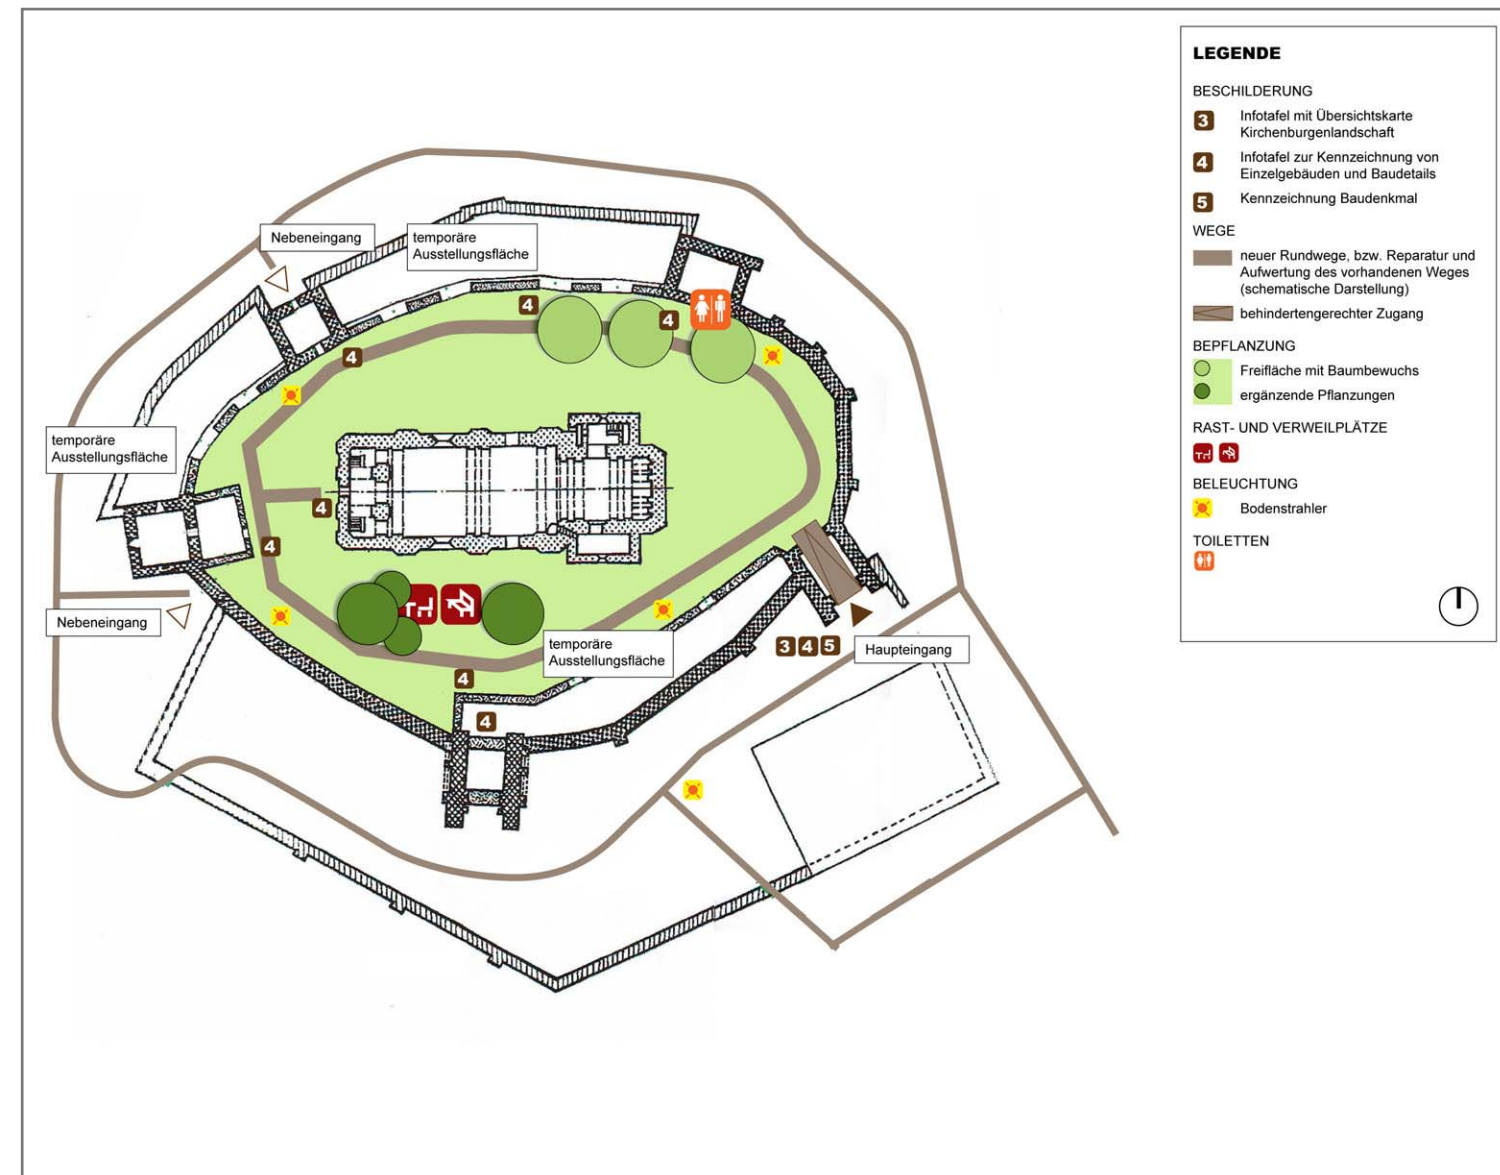 Nebeneingang
temporäre
Ausstellungsfläche
4
4
4
temporäre
Ausstellungsfläche
4
4
Nebeneingang
temporäre
Ausstellungsfläche
4
4
3 4 5
Haupteingang
LEGENDE
BESCHILDERUNG
3 Infotafel mit Übersichtskarte
Kirchenburgenlandschaft
4 Infotafel zur Kennzeichnung von
Einzelgebäuden und Baudetails
5 Kennzeichnung Baudenkmal
WEGE
neuer Rundwege, bzw. Reparatur und
Aufwertung des vorhandenen Weges
(schematische Darstellung)
behindertengerechter Zugang
BEPFLANZUNG
Freifläche mit Baumbewuchs
ergänzende Pflanzungen
RAST- UND VERWEILPLÄTZE
BELEUCHTUNG
Bodenstrahler
TOILETTEN